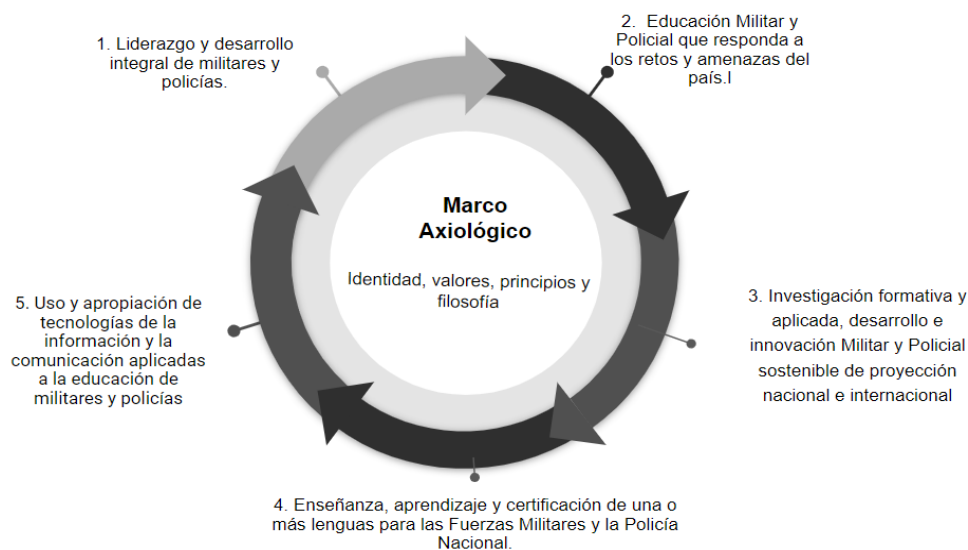 1. Liderazgo y desarrollo
integral de militares y
policías.
2. Educación Militar y
Policial que responda a
los retos y amenazas del
país.l
Marco
Axiológico
Identidad, valores, principios y
filosofía
3. Investigación formativa y
aplicada, desarrollo e
innovación Militar y Policial
sostenible de proyección
nacional e internacional
4. Enseñanza, aprendizaje y certificación de una o
más lenguas para las Fuerzas Militares y la Policía
Nacional.
5. Uso y apropiación de
tecnologías de la
información y la
comunicación aplicadas
a la educación de
militares y policías